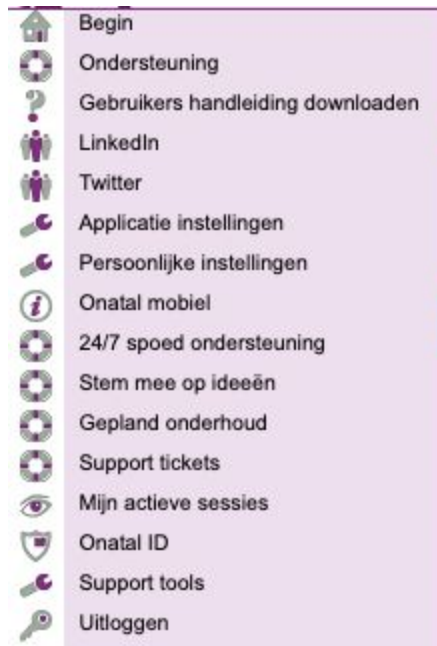 Begin
Ondersteuning
Gebruikers handleiding downloaden
LinkedIn
Twitter
Applicatie instellingen
Persoonlijke instellingen
Onatal mobiel
24/7 spoed ondersteuning
Stem mee op ideeën
Gepland onderhoud
Support tickets
Mijn actieve sessies
Onatal ID
Support tools
Uitloggen